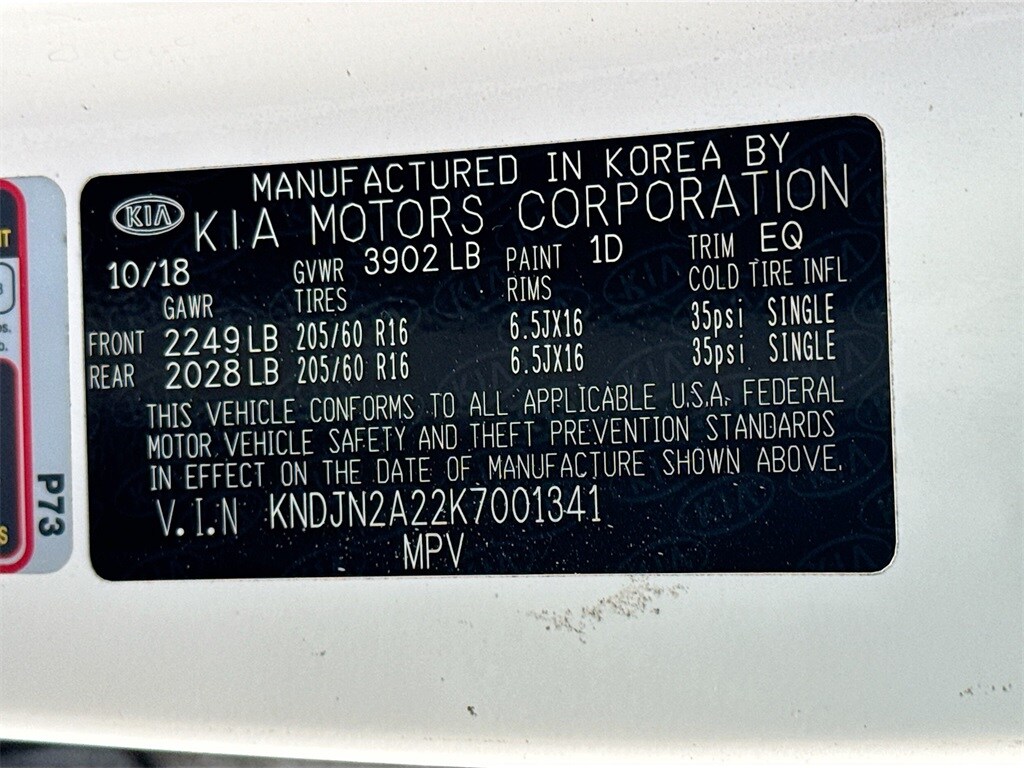 MANUFACTURED IN KOREA BY
KIA KIA MOTORS CORPORATION
10/18 GVWR 3902 LB PAINT 1D TRIM EQ
GAWR TIRES RIMS COLD TIRE INFL
FRONT 2249 LB 205/60 R16 6.5JX16 35psi SINGLE
REAR 2028 LB 205/60 R16 6.5JX16 35psi SINGLE
THIS VEHICLE CONFORMS TO ALL APPLICABLE U.S.A. FEDERAL
MOTOR VEHICLE SAFETY AND THEFT PREVENTION STANDARDS
IN EFFECT ON THE DATE OF MANUFACTURE SHOWN ABOVE.
V.I.N KNDJN2A22K7001341
MPV
P73